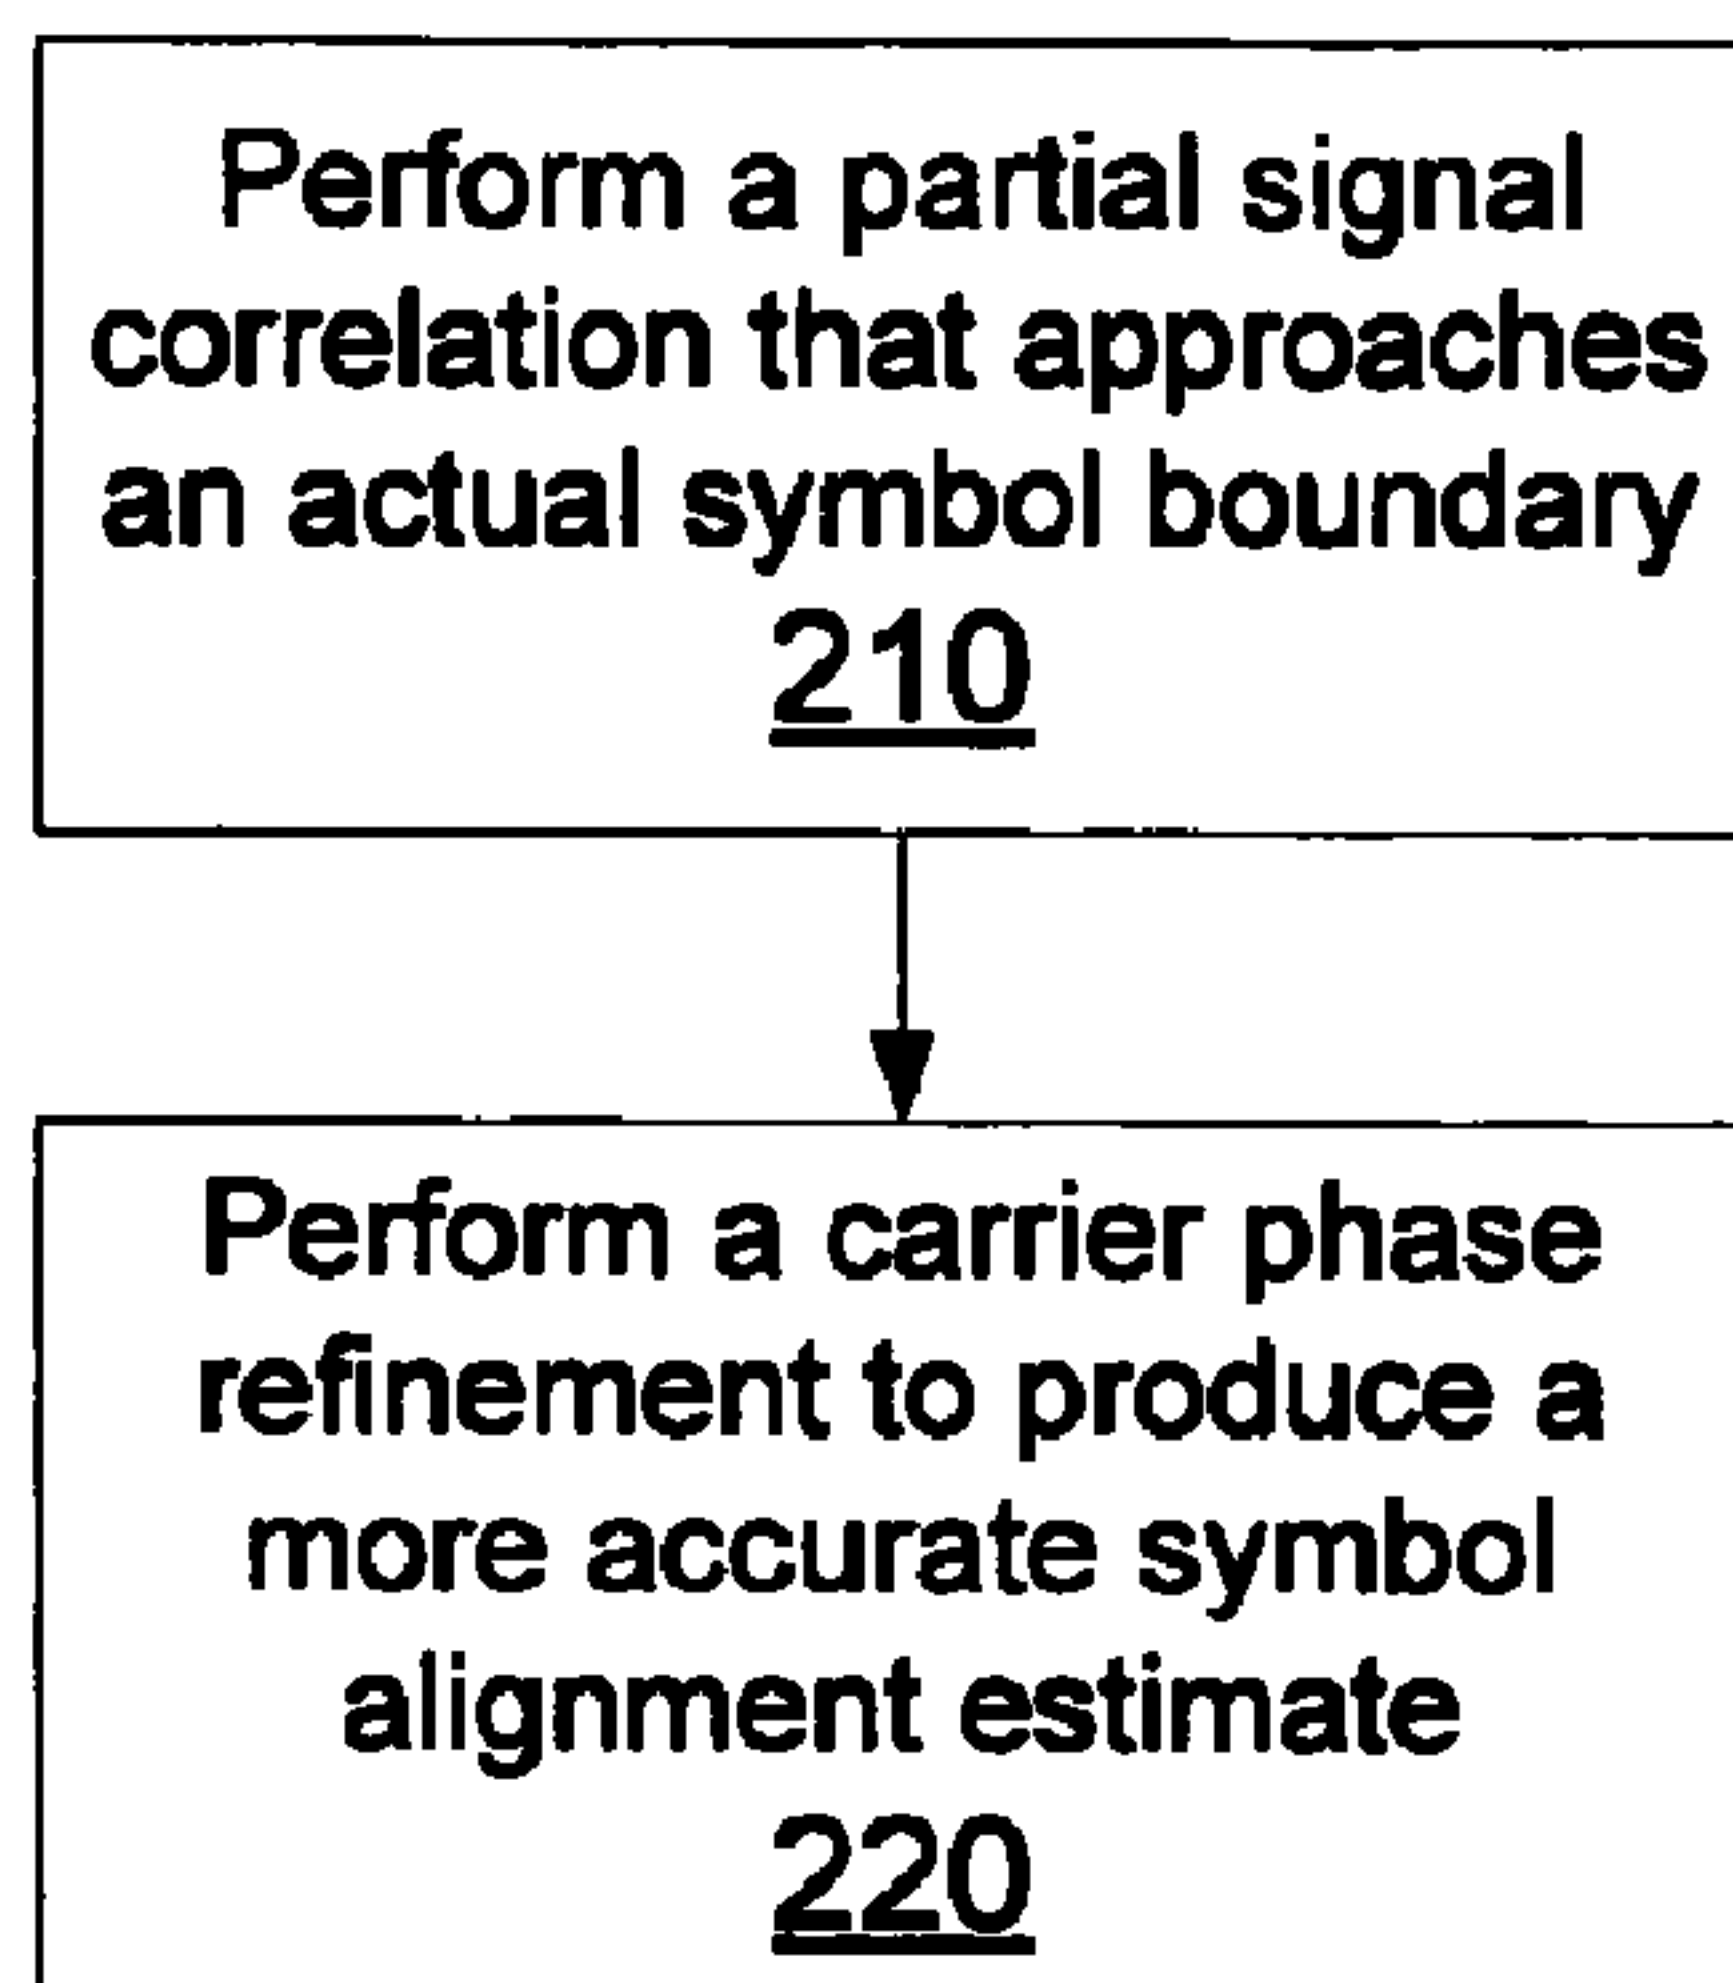 Perform a partial signal
correlation that approaches
an actual symbol boundary
210
Perform a carrier phase
refinement to produce a
more accurate symbol
alignment estimate
220